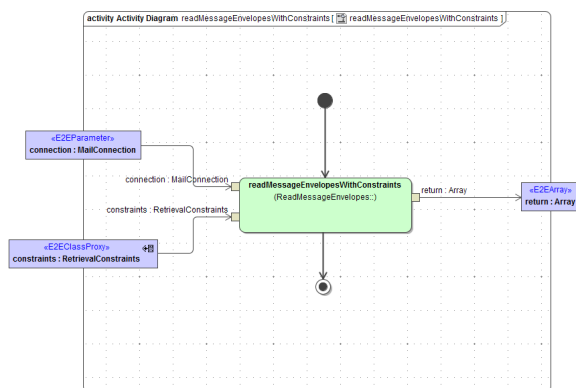 activity Activity Diagram readMessageEnvelopesWithConstraints [ readMessageEnvelopesWithConstraints ]
«E2EParameter»
connection : MailConnection
connection : MailConnection
readMessageEnvelopesWithConstraints
(ReadMessageEnvelopes::)
return : Array
«E2EArray»
return : Array
constraints : RetrievalConstraints
«E2EClassProxy»
constraints : RetrievalConstraints